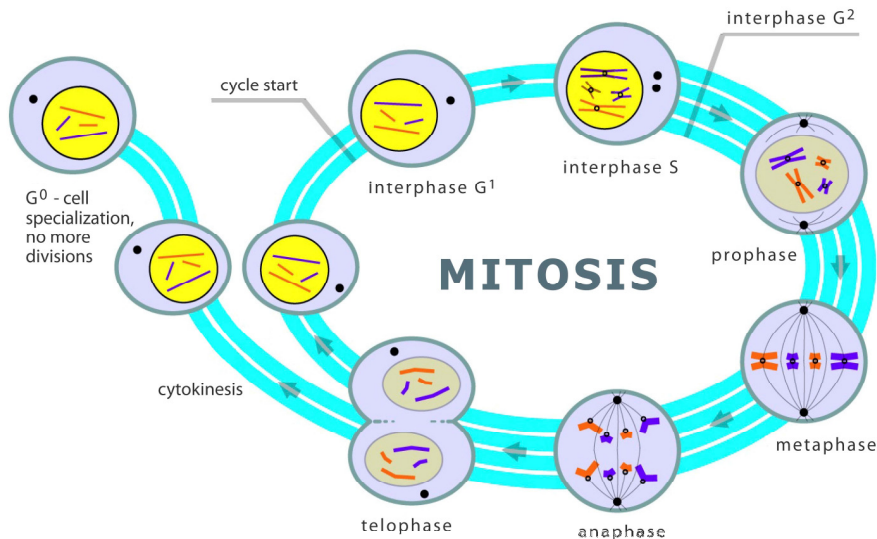 interphase G²
cycle start
interphase G¹
interphase S
G⁰ - cell
specialization,
no more
divisions
MITOSIS
prophase
cytokinesis
metaphase
telophase
anaphase